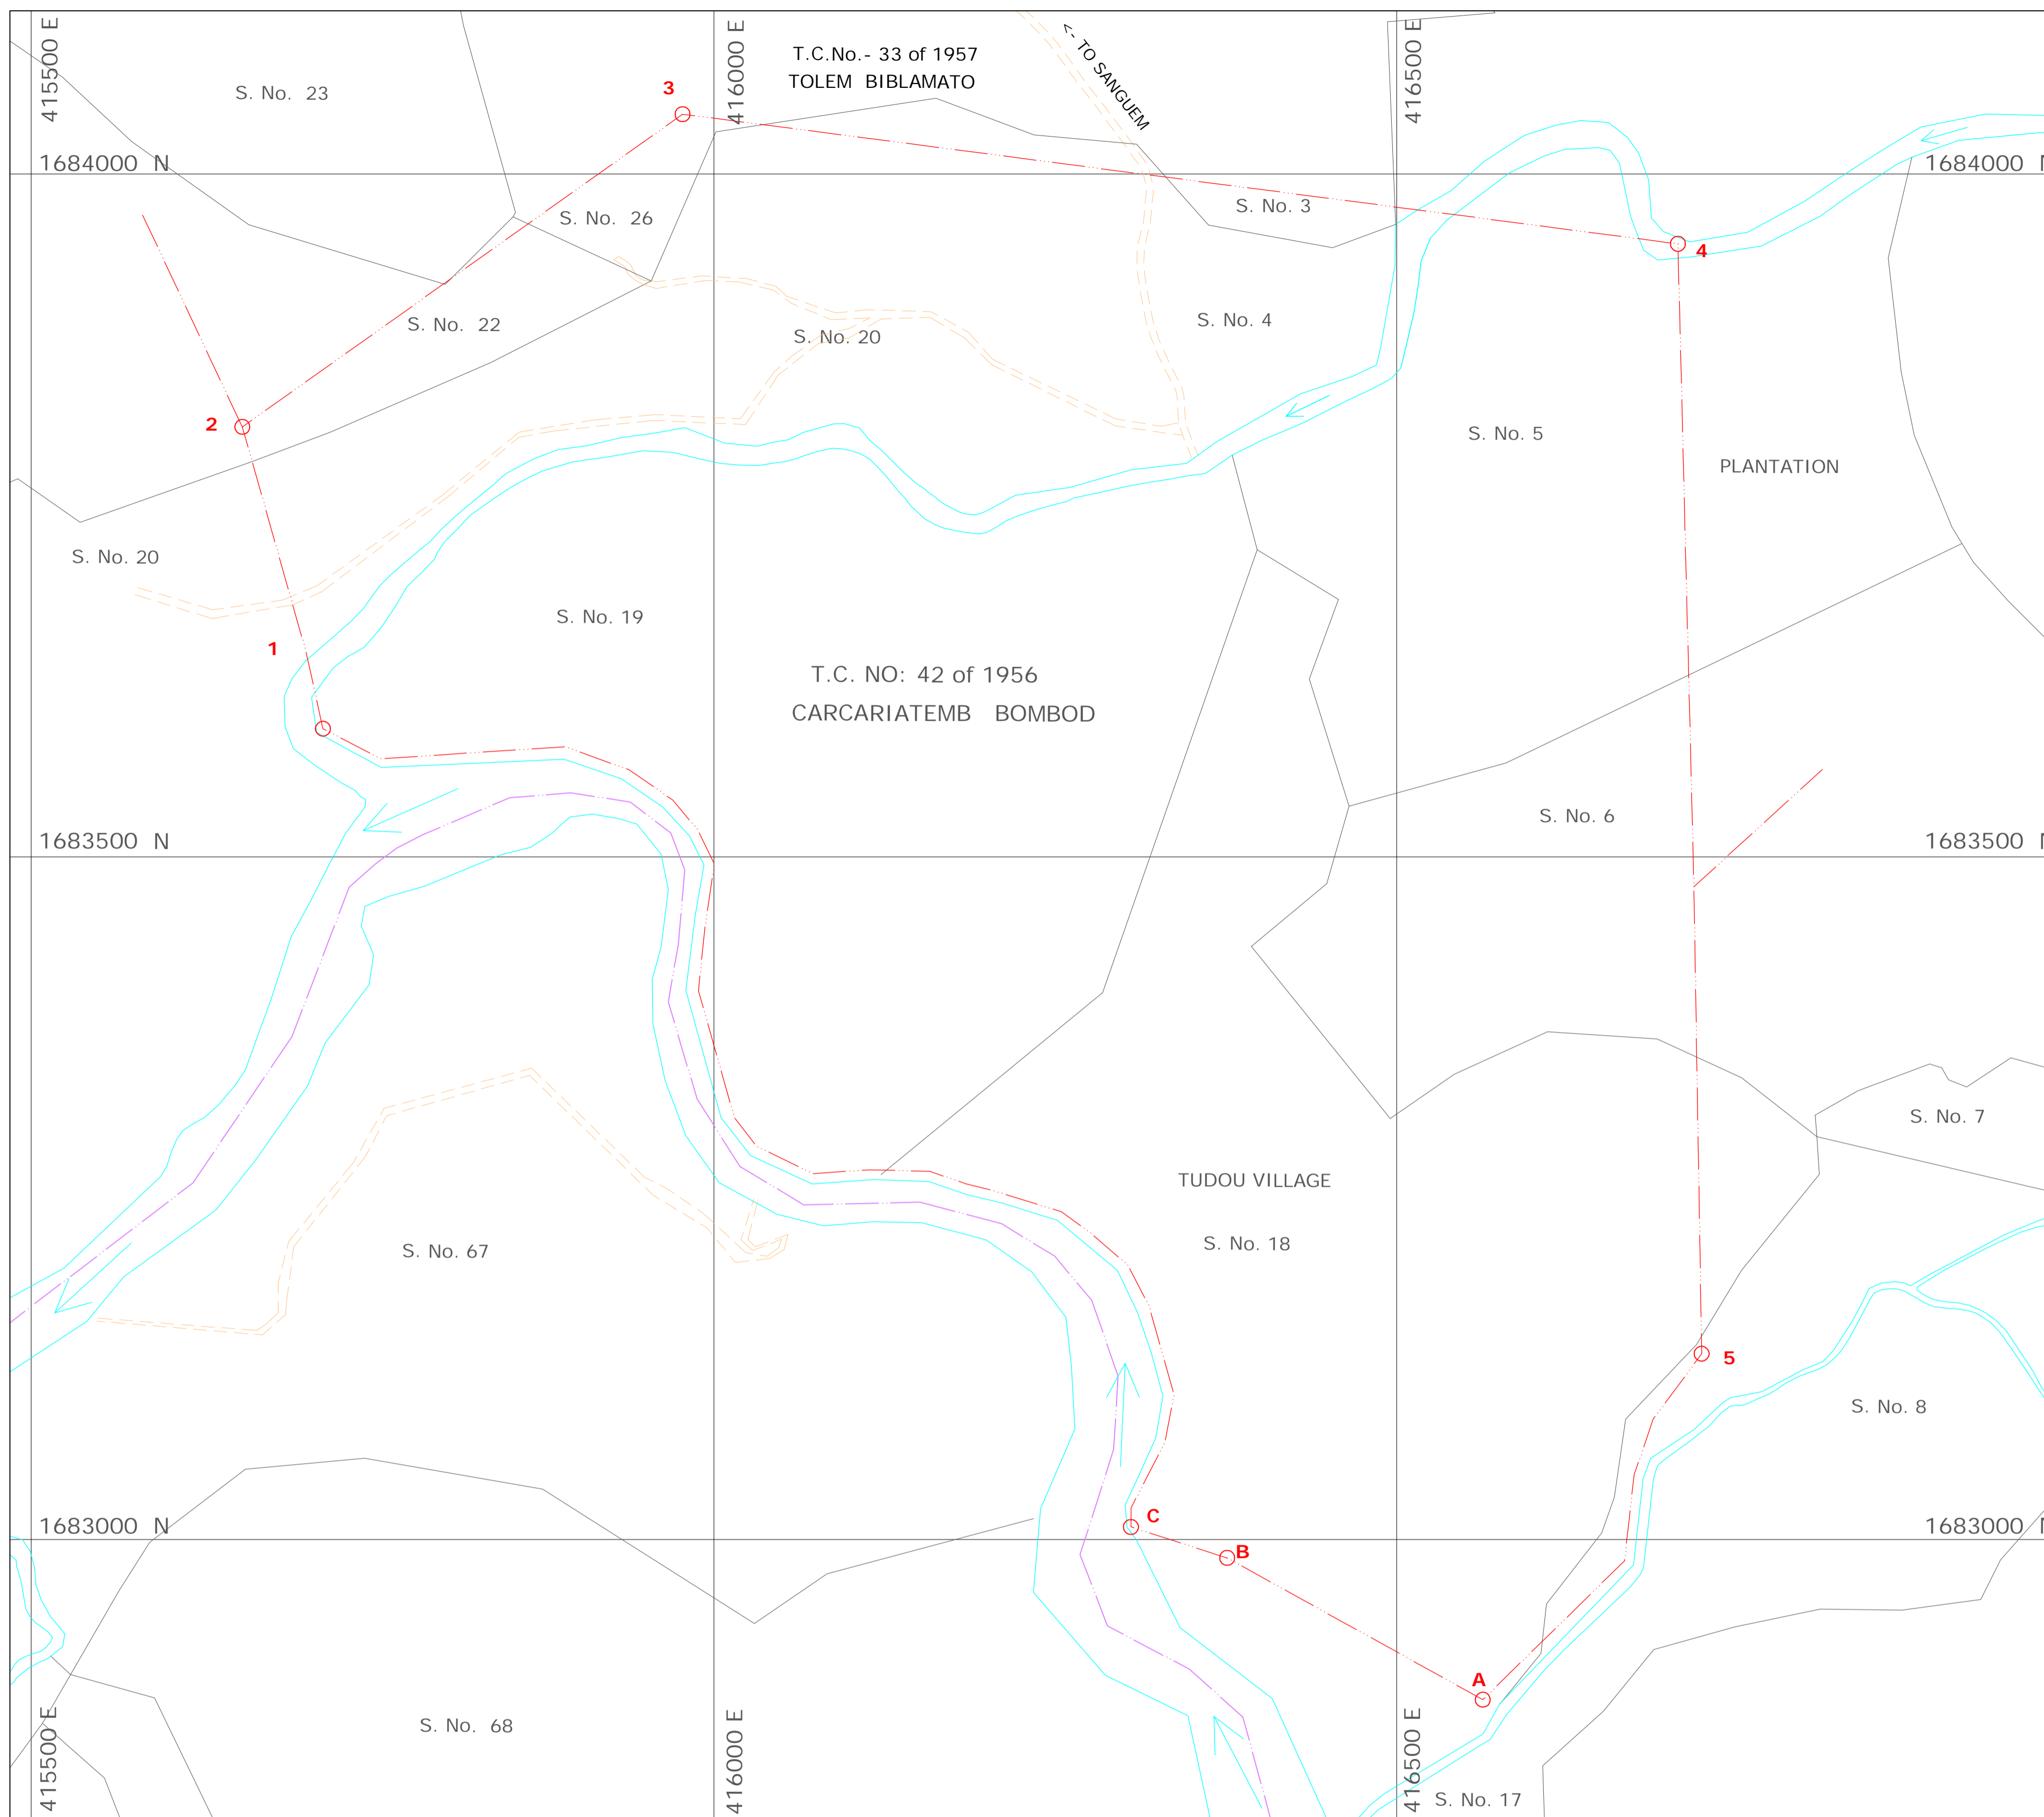 415500 E
416000 E
416500 E
T.C.No.- 33 of 1957
TOLEM BIBLAMATO
<- TO SANGUEM
S. No. 23
3
1684000 N
1684000 N
S. No. 26
S. No. 3
4
S. No. 22
S. No. 20
S. No. 4
2
S. No. 5
PLANTATION
S. No. 20
S. No. 19
1
T.C. NO: 42 of 1956
CARCARIATEMB BOMBOD
S. No. 6
1683500 N
1683500 N
S. No. 7
TUDOU VILLAGE
S. No. 67
S. No. 18
5
S. No. 8
C
1683000 N
1683000 N
B
A
S. No. 68
S. No. 17
415500 E
416000 E
416500 E